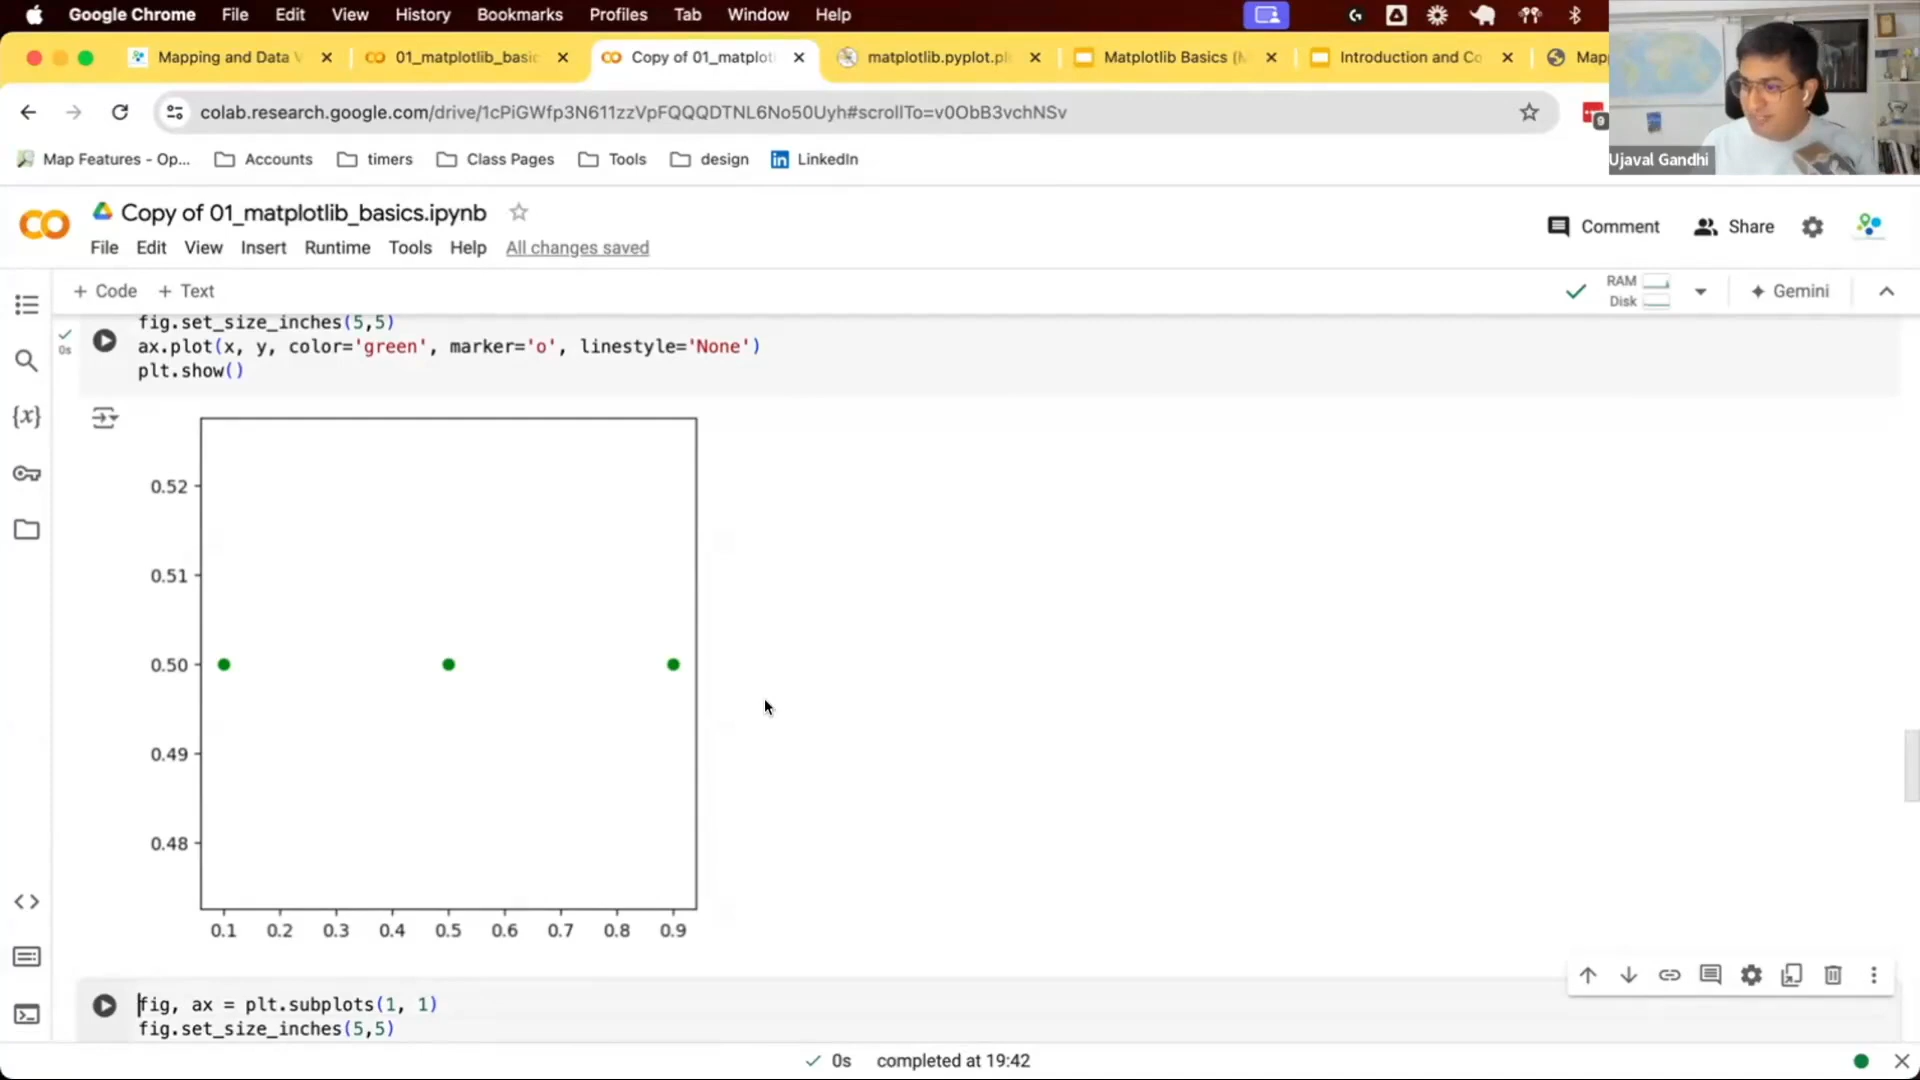 Google Chrome File Edit View History Bookmarks Profiles Tab Window Help
Mapping and Data V
01_matplotlib_basic
Copy of 01_matplotl
matplotlib.pyplot.pl
Matplotlib Basics (M
Introduction and Co
Map
colab.research.google.com/drive/1cPiGWfp3N611zzVpFQQQDTNL6No50Uyh#scrollTo=v0ObB3vchNSv
9
Map Features - Op... Accounts timers Class Pages Tools design LinkedIn
Ujaval Gandhi
Copy of 01_matplotlib_basics.ipynb
Comment Share
File Edit View Insert Runtime Tools Help All changes saved
+ Code + Text
RAM
Disk
Gemini
fig.set_size_inches(5,5)
0s
ax.plot(x, y, color='green', marker='o', linestyle='None')
plt.show()
{x}
0.52
0.51
0.50
0.49
0.48
0.1 0.2 0.3 0.4 0.5 0.6 0.7 0.8 0.9
fig, ax = plt.subplots(1, 1)
fig.set_size_inches(5,5)
0s completed at 19:42